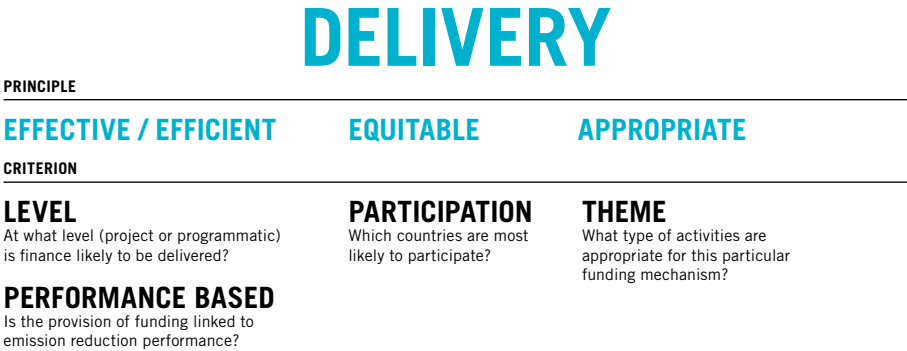 DELIVERY
PRINCIPLE
EFFECTIVE / EFFICIENT
EQUITABLE
APPROPRIATE
CRITERION
LEVEL
At what level (project or programmatic)
is finance likely to be delivered?
PERFORMANCE BASED
Is the provision of funding linked to
emission reduction performance?
PARTICIPATION
Which countries are most
likely to participate?
THEME
What type of activities are
appropriate for this particular
funding mechanism?